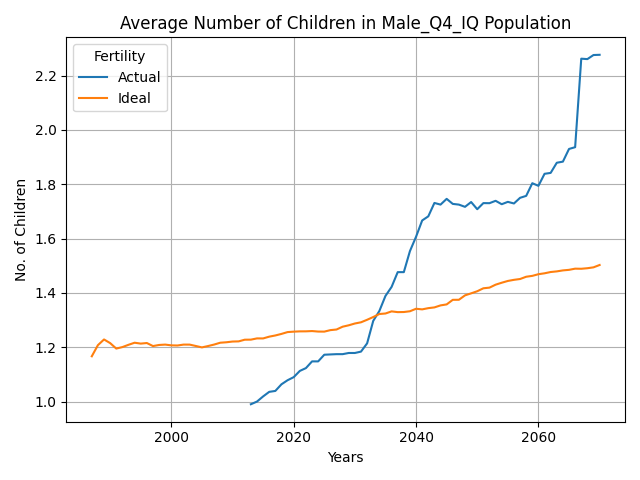 Average Number of Children in Male_Q4_IQ Population
Fertility
Actual
Ideal
No. of Children
2.2
2.0
1.8
1.6
1.4
1.2
1.0
2000
2020
2040
2060
Years